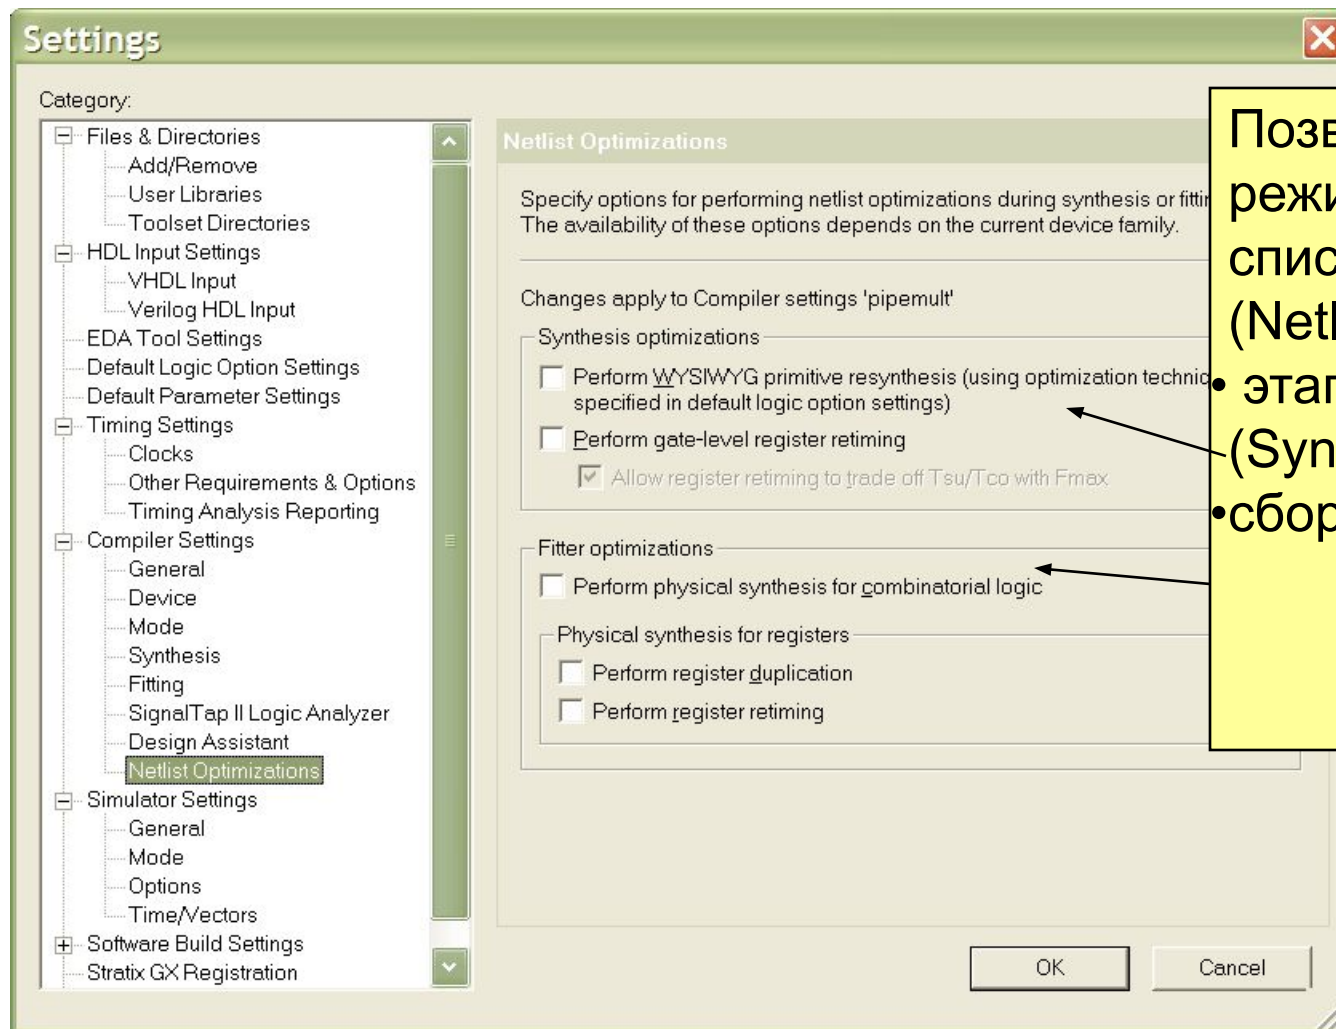 Settings
Category:
Files & Directories
Add/Remove
User Libraries
Toolset Directories
HDL Input Settings
VHDL Input
Verilog HDL Input
EDA Tool Settings
Default Logic Option Settings
Default Parameter Settings
Timing Settings
Clocks
Other Requirements & Options
Timing Analysis Reporting
Compiler Settings
General
Device
Mode
Synthesis
Fitting
SignalTap II Logic Analyzer
Design Assistant
Netlist Optimizations
Simulator Settings
General
Mode
Options
Time/Vectors
Software Build Settings
Stratix GX Registration
Netlist Optimizations
Specify options for performing netlist optimizations during synthesis or
The availability of these options depends on the current device family.
Changes apply to Compiler settings 'pipemult'
Synthesis optimizations
Perform WYSIWYG primitive resynthesis (using optimization
specified in default logic option settings)
Perform gate-level register retiming
Allow register retiming to trade off Tsu/Tco with Fmax
Fitter optimizations
Perform physical synthesis for combinatorial logic
Physical synthesis for registers
Perform register duplication
Perform register retiming
OK
Cancel